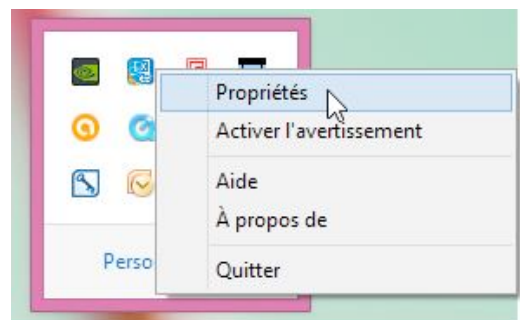 Propriétés
Activer l'avertissement
Aide
À propos de
Perso
Quitter